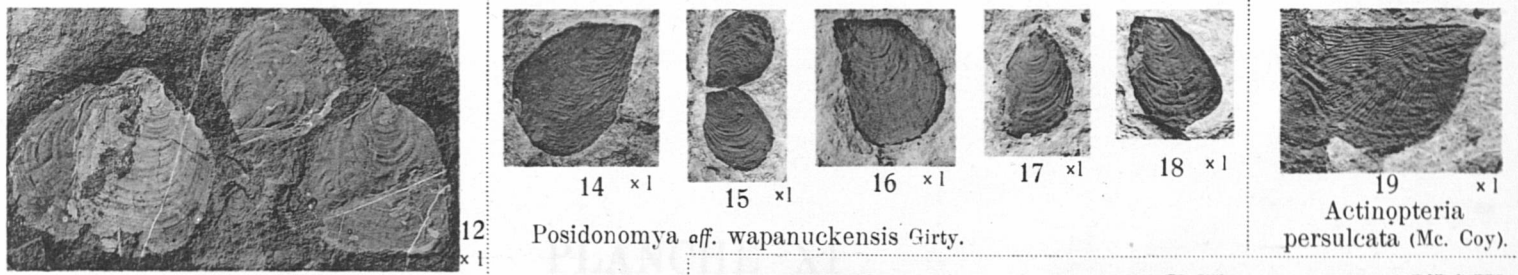 12
× 1
14 × 1
15 × 1
16 × 1
17 × 1
18 × 1
Posidonomya aff. wapanuckensis Girty.
19 × 1
Actinopteria
persulcata (Mc. Coy).